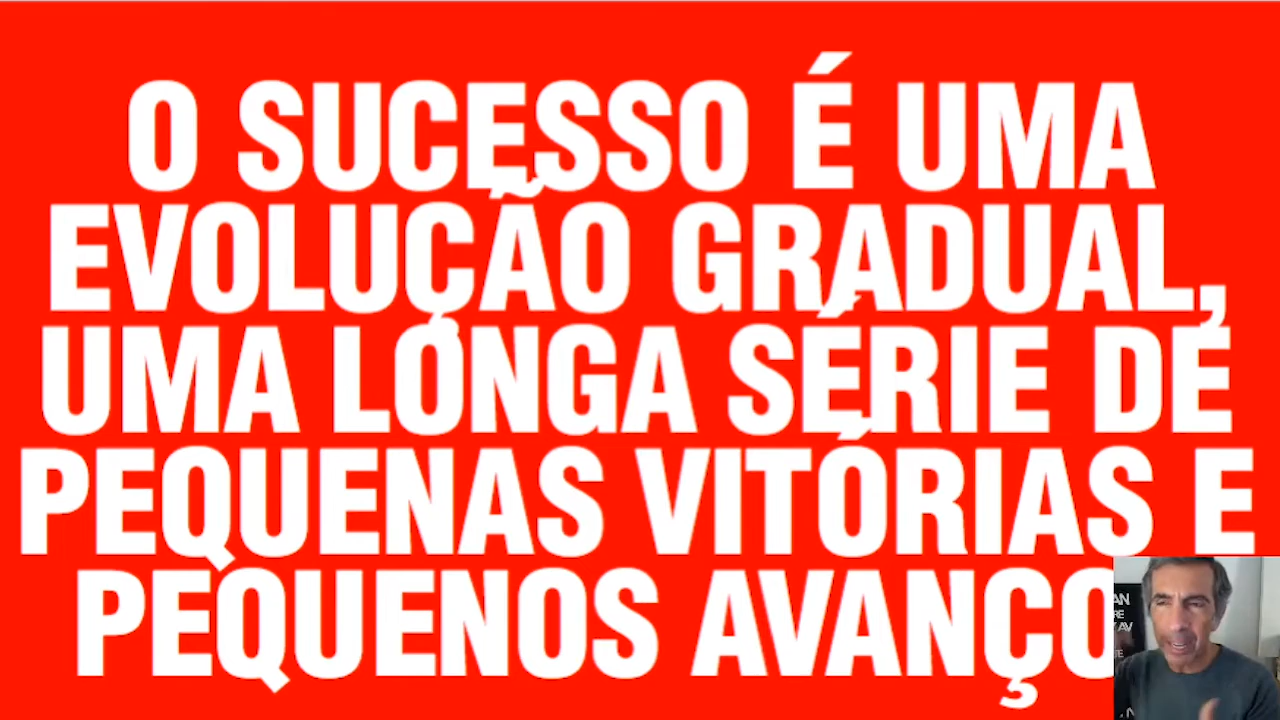 O SUCESSO É UMA
EVOLUÇÃO GRADUAL,
UMA LONGA SÉRIE DE
PEQUENAS VITÓRIAS E
PEQUENOS AVANÇO